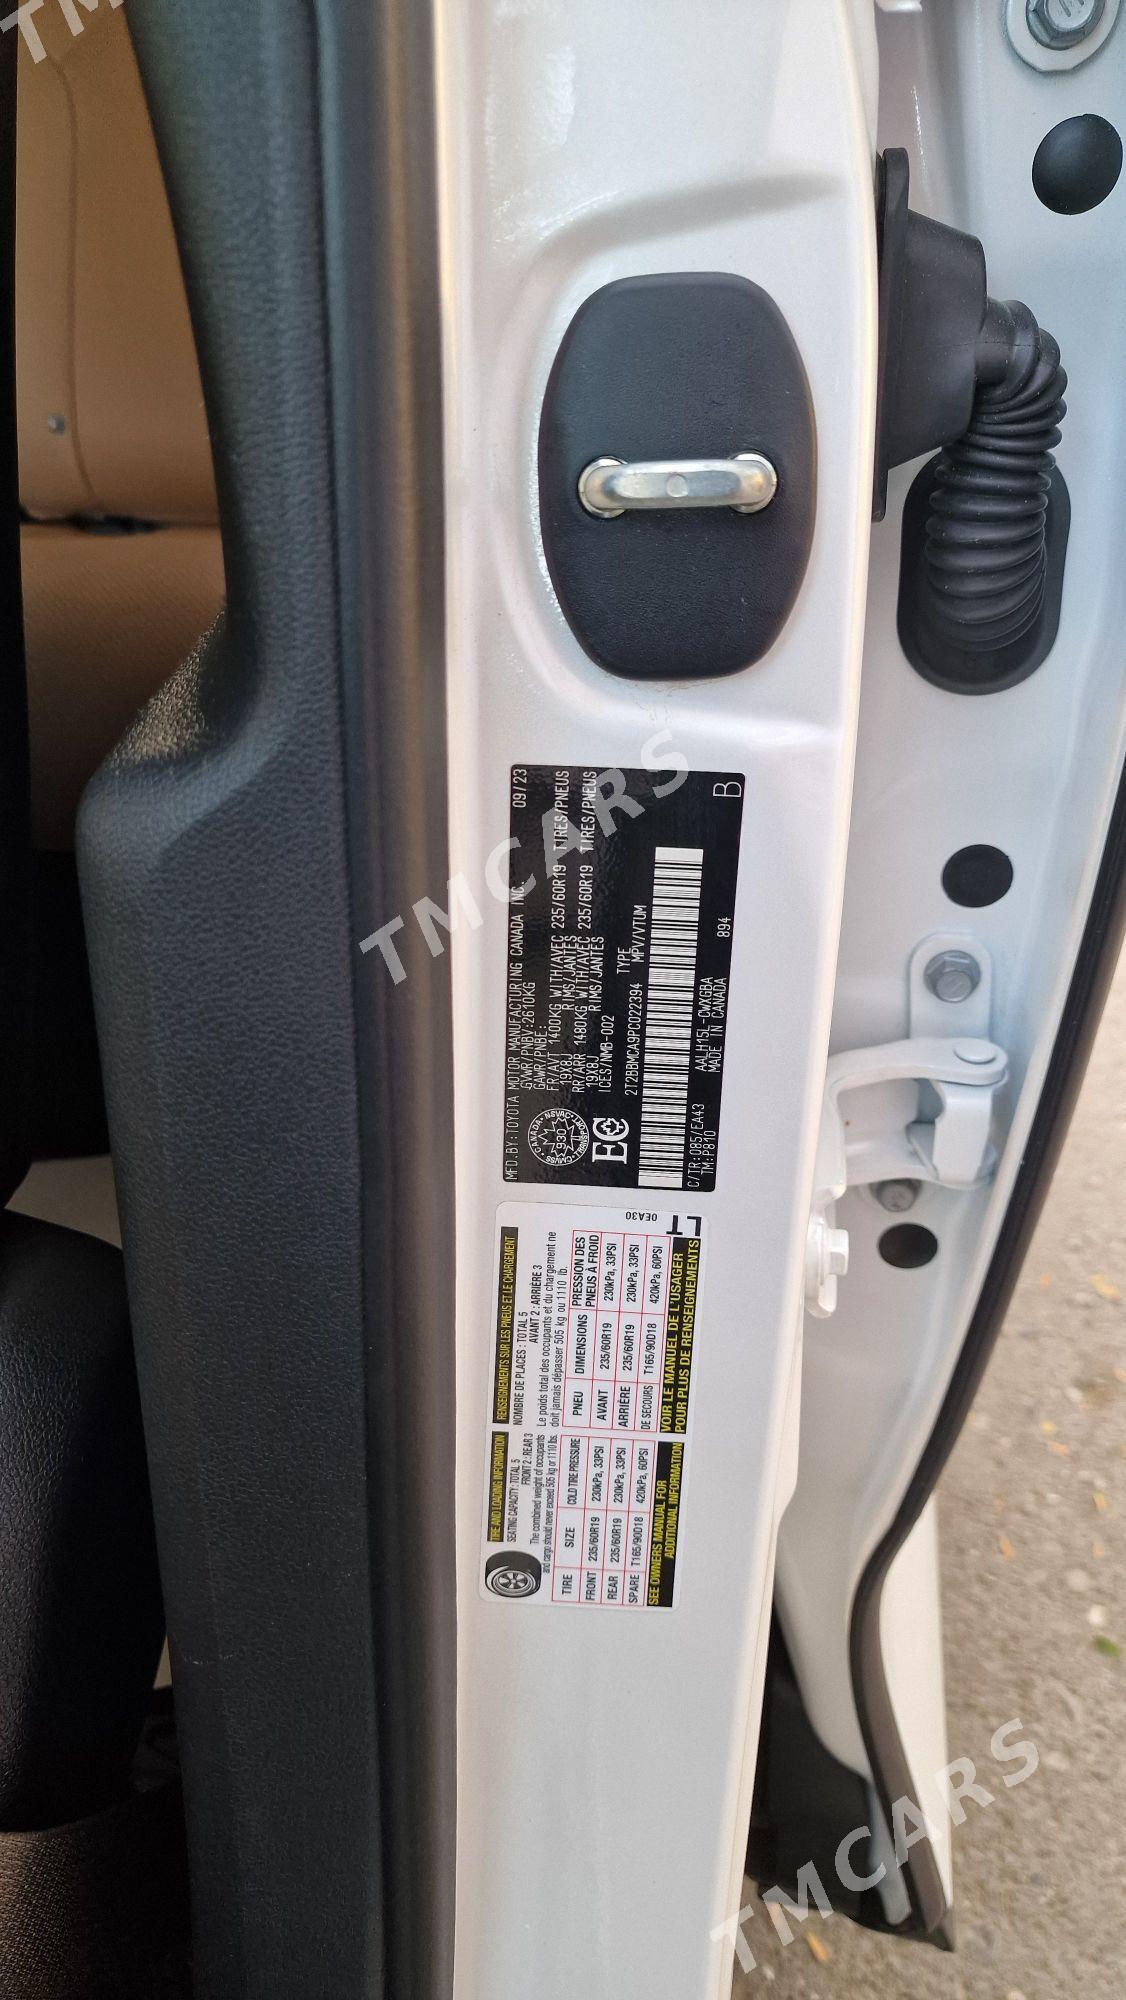 MFD.BY:TOYOTA MOTOR MANUFACTURING CANADA INC. 09/23
GVWR/PNBV:2610KG
GAWR/PNBE:
FR/AVT 1400KG WITH/AVEC 235/60R19 TIRES/PNEUS
19X8J RIMS/JANTES
RR/ARR 1480KG WITH/AVEC 235/60R19 TIRES/PNEUS
19X8J RIMS/JANTES
ICES/NMB-002
CANADA NSVAC
930
TRANSPORT
EC
2T2BBMCA9PC022394 TYPE MPV/VTUM
C/TR:085/EA43 AALH15L-CWXGBA 894 B
TM:P810 MADE IN CANADA
TIRE AND LOADING INFORMATION
SEATING CAPACITY: TOTAL 5
FRONT 2 : REAR 3
The combined weight of occupants
and cargo should never exceed 505 kg or 1110 lbs.
TIRE SIZE COLD TIRE PRESSURE
FRONT 235/60R19 230kPa, 33PSI
REAR 235/60R19 230kPa, 33PSI
SPARE T165/90D18 420kPa, 60PSI
SEE OWNERS MANUAL FOR
ADDITIONAL INFORMATION
RENSEIGNEMENTS SUR LES PNEUS ET LE CHARGEMENT
NOMBRE DE PLACES : TOTAL 5
AVANT 2 : ARRIÈRE 3
Le poids total des occupants et du chargement ne
doit jamais dépasser 505 kg ou 1110 lb.
PNEU DIMENSIONS PRESSION DES
PNEUS À FROID
AVANT 235/60R19 230kPa, 33PSI
ARRIÈRE 235/60R19 230kPa, 33PSI
DE SECOURS T165/90D18 420kPa, 60PSI
VOIR LE MANUEL DE L'USAGER
POUR PLUS DE RENSEIGNEMENTS
0EA30
LT
TMCARS
TMCARS